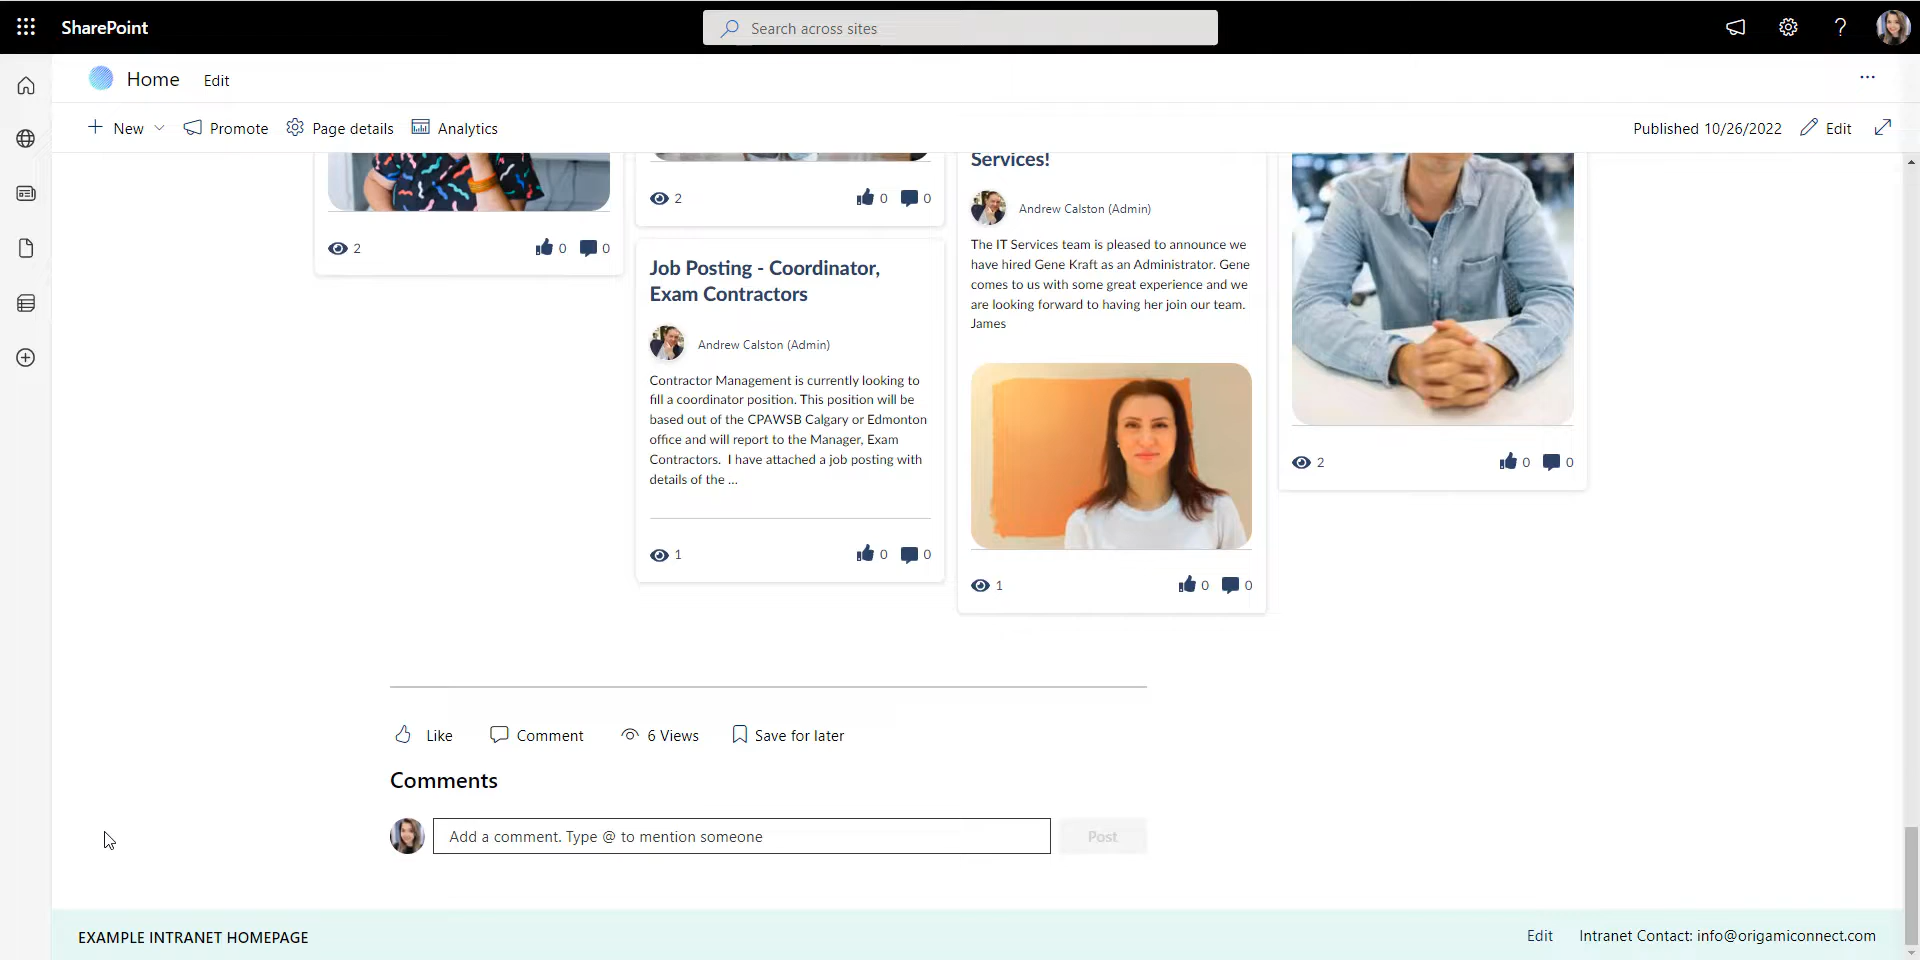 SharePoint
Search across sites
Home
Edit
New
Promote
Page details
Analytics
Published 10/26/2022
Edit
2
0
0
2
0
0
Job Posting - Coordinator,
Exam Contractors
Andrew Calston (Admin)
Contractor Management is currently looking to
fill a coordinator position. This position will be
based out of the CPAWSB Calgary or Edmonton
office and will report to the Manager, Exam
Contractors.  I have attached a job posting with
details of the ...
1
0
0
Services!
Andrew Calston (Admin)
The IT Services team is pleased to announce we
have hired Gene Kraft as an Administrator. Gene
comes to us with some great experience and we
are looking forward to having her join our team.
James
1
0
0
2
0
0
Like
Comment
6 Views
Save for later
Comments
Add a comment. Type @ to mention someone
Post
EXAMPLE INTRANET HOMEPAGE
Edit
Intranet Contact: info@origamiconnect.com